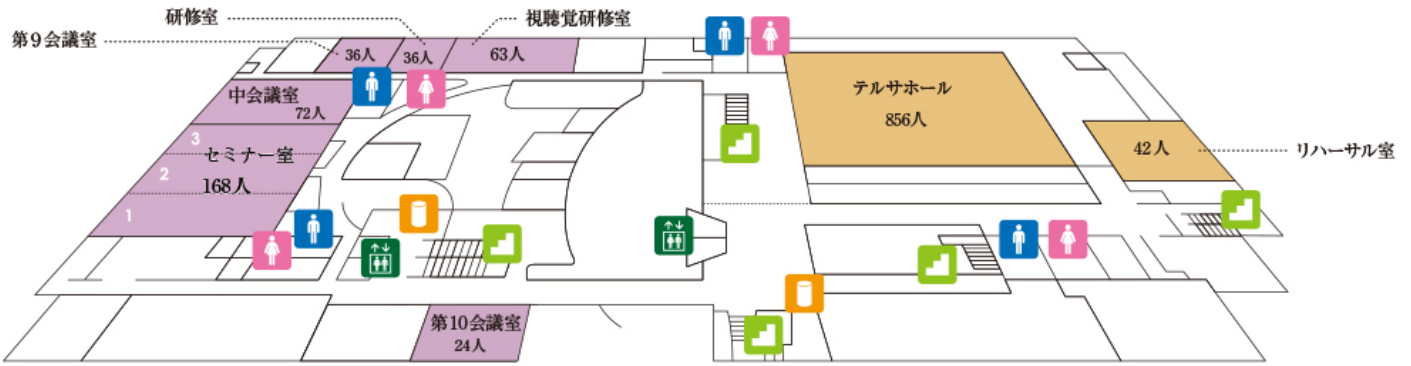 研修室
視聴覚研修室
第9会議室
36人
36人
63人
中会議室
72人
テルサホール
856人
3
セミナー室
168人
2
1
42人
リハーサル室
第10会議室
24人